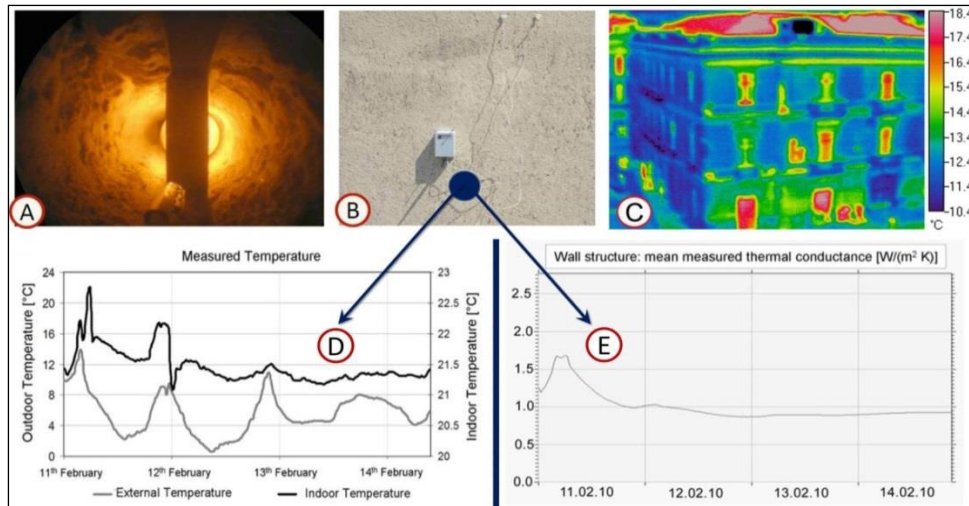 A
B
C
18.4
17.4
16.4
15.4
14.4
13.4
12.4
11.4
10.4
°C
Measured Temperature
Outdoor Temperature [°C]
24
20
16
12
8
4
0
23
22.5
22
21.5
21
20.5
20
Indoor Temperature [°C]
D
11th February
12th February
13th February
14th February
External Temperature
Indoor Temperature
Wall structure: mean measured thermal conductance [W/(m² K)]
2.5
2.0
1.5
1.0
0.5
0.0
E
11.02.10
12.02.10
13.02.10
14.02.10